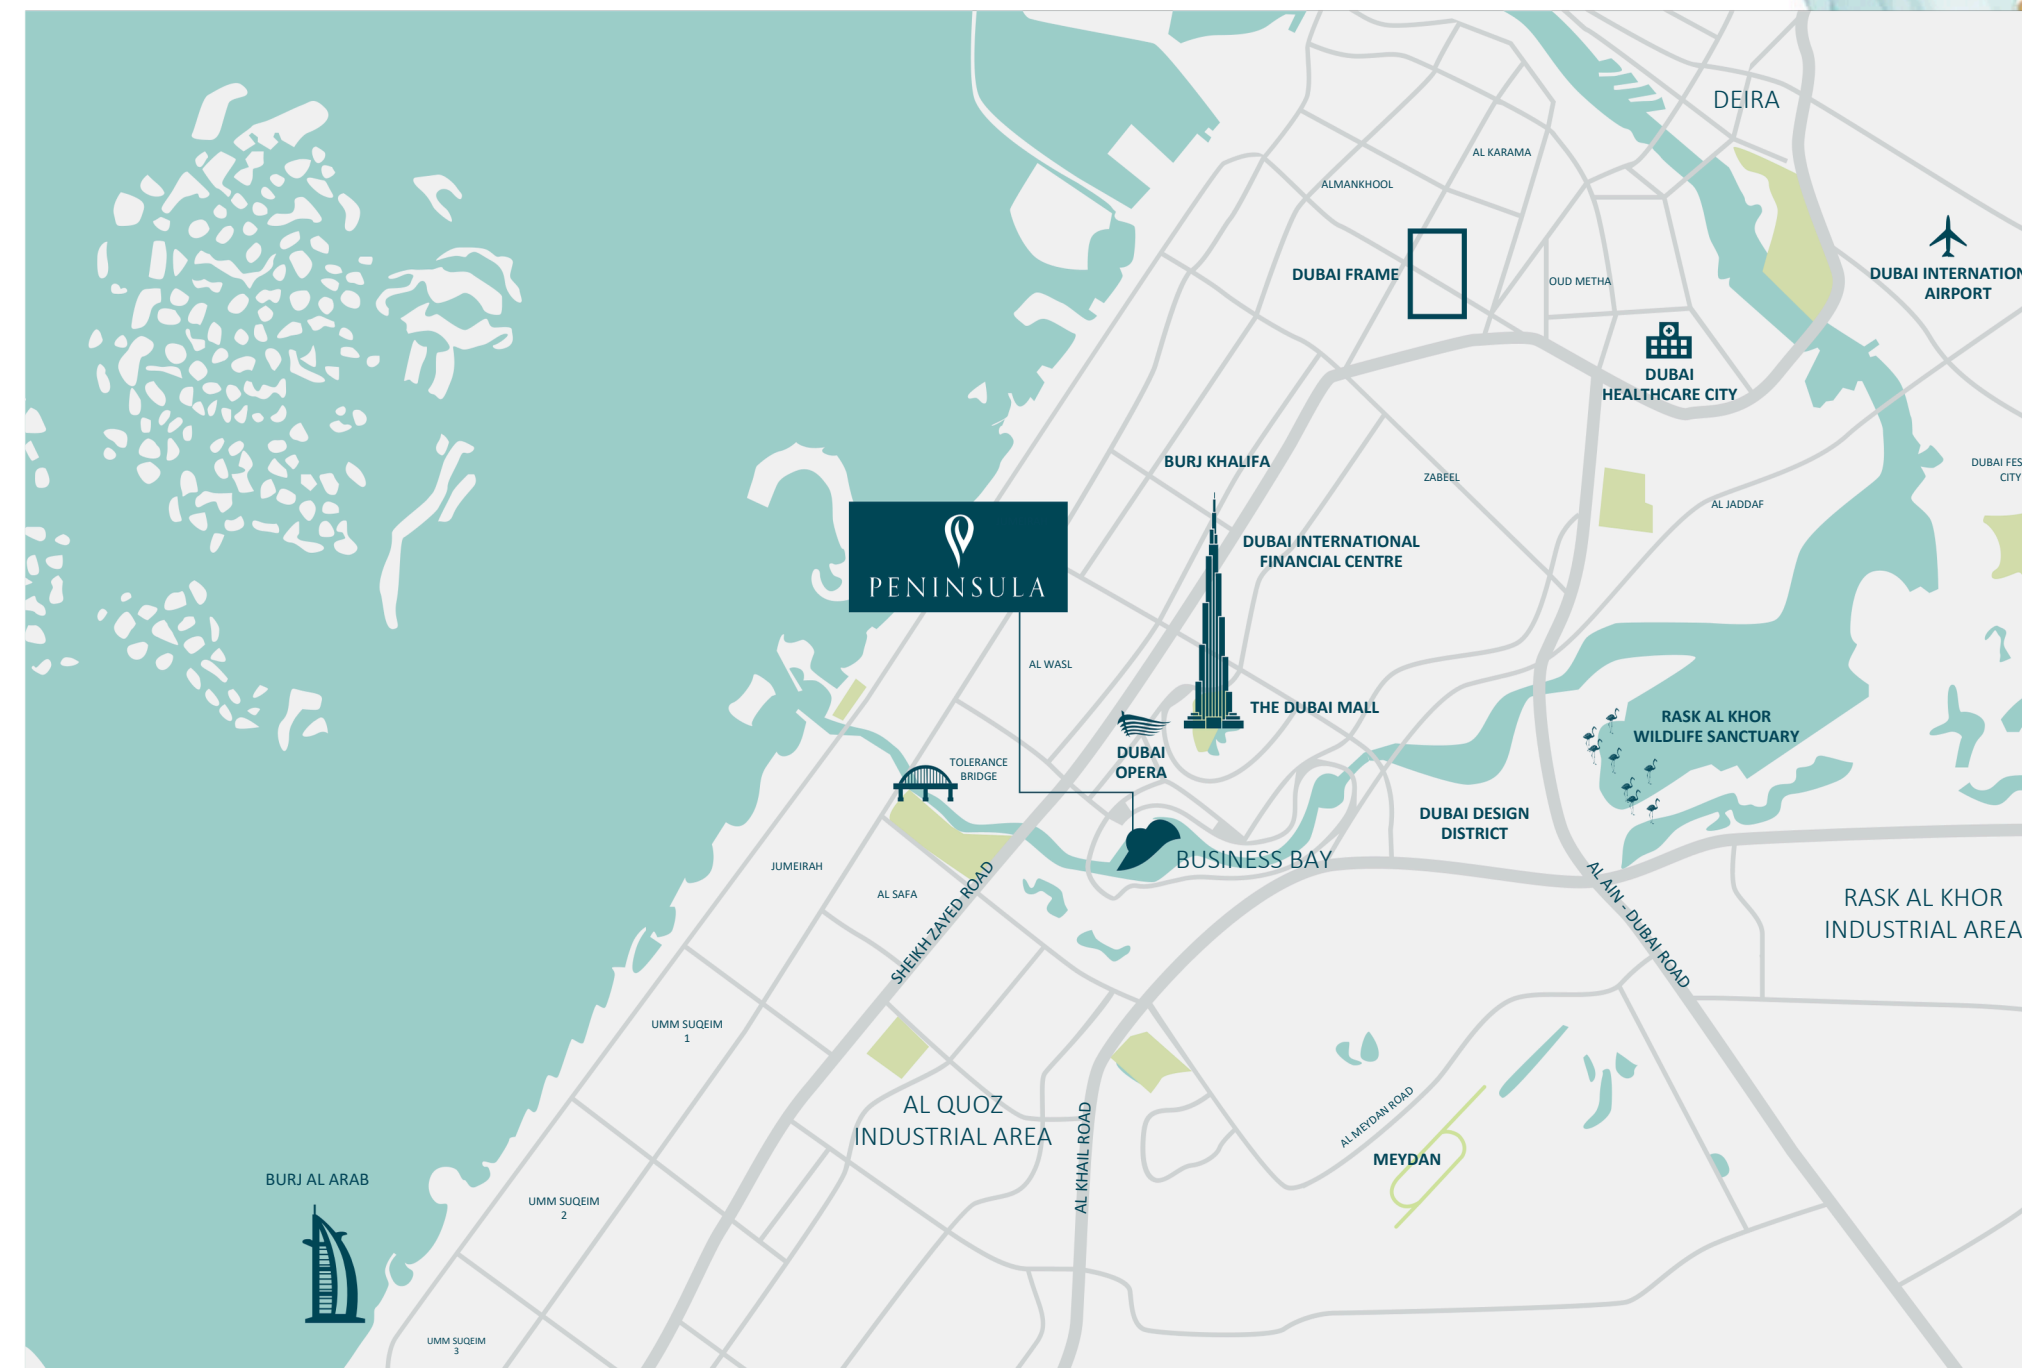 DEIRA
AL KARAMA
ALMANKHOOL
DUBAI FRAME
OUD METHA
DUBAI INTERNATION
AIRPORT
DUBAI
HEALTHCARE CITY
BURJ KHALIFA
ZABEEL
DUBAI FES
CITY
AL JADDAF
DUBAI INTERNATIONAL
FINANCIAL CENTRE
PENINSULA
AL WASL
THE DUBAI MALL
RASK AL KHOR
WILDLIFE SANCTUARY
DUBAI
OPERA
TOLERANCE
BRIDGE
DUBAI DESIGN
DISTRICT
BUSINESS BAY
JUMEIRAH
AL SAFA
SHEIKH ZAYED ROAD
AL AIN - DUBAI ROAD
RASK AL KHOR
INDUSTRIAL AREA
UMM SUQEIM
1
AL QUOZ
INDUSTRIAL AREA
AL KHAIL ROAD
AL MEYDAN ROAD
MEYDAN
BURJ AL ARAB
UMM SUQEIM
2
UMM SUQEIM
3